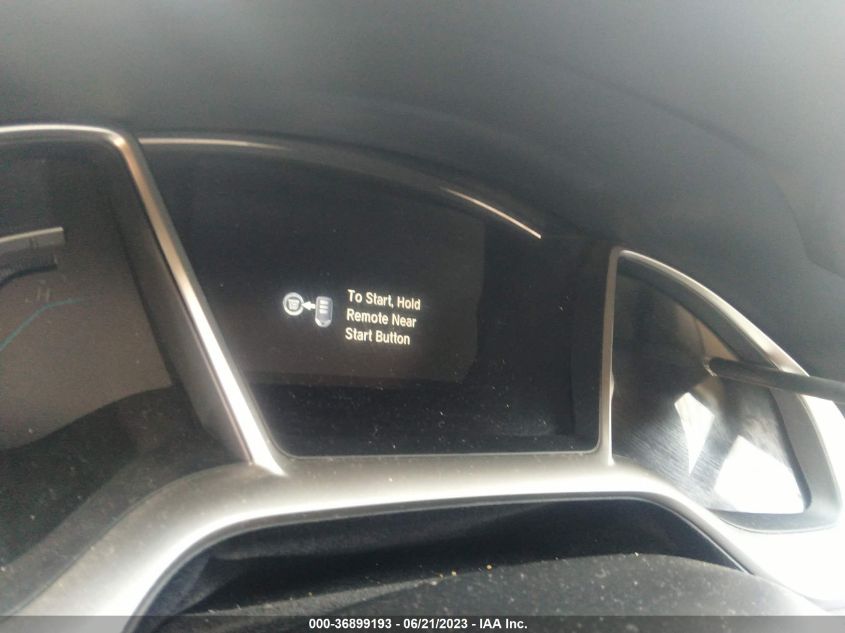 To Start, Hold
Remote Near
Start Button
000-36899193 - 06/21/2023 - IAA Inc.